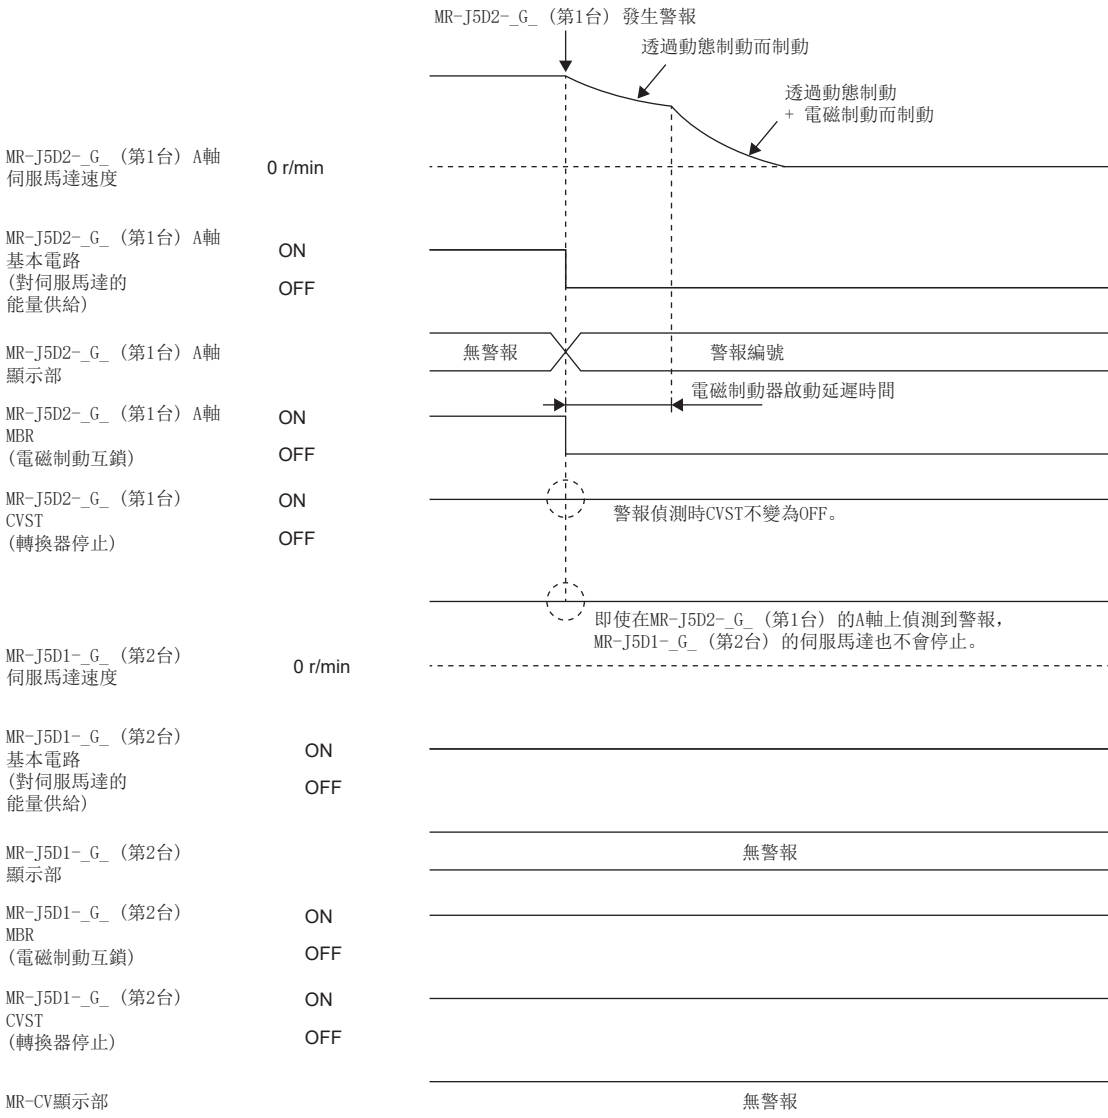 MR-J5D2-_G_ (第1台) 發生警報
透過動態制動而制動
透過動態制動
+ 電磁制動而制動
MR-J5D2-_G_ (第1台) A軸
伺服馬達速度
0 r/min
MR-J5D2-_G_ (第1台) A軸
基本電路
(對伺服馬達的
能量供給)
ON
OFF
MR-J5D2-_G_ (第1台) A軸
顯示部
無警報
警報編號
電磁制動器啟動延遲時間
MR-J5D2-_G_ (第1台) A軸
MBR
(電磁制動互鎖)
ON
OFF
MR-J5D2-_G_ (第1台)
CVST
(轉換器停止)
ON
OFF
警報偵測時CVST不變為OFF。
即使在MR-J5D2-_G_ (第1台) 的A軸上偵測到警報,
MR-J5D1-_G_ (第2台) 的伺服馬達也不會停止。
MR-J5D1-_G_ (第2台)
伺服馬達速度
0 r/min
MR-J5D1-_G_ (第2台)
基本電路
(對伺服馬達的
能量供給)
ON
OFF
MR-J5D1-_G_ (第2台)
顯示部
無警報
MR-J5D1-_G_ (第2台)
MBR
(電磁制動互鎖)
ON
OFF
MR-J5D1-_G_ (第2台)
CVST
(轉換器停止)
ON
OFF
MR-CV顯示部
無警報